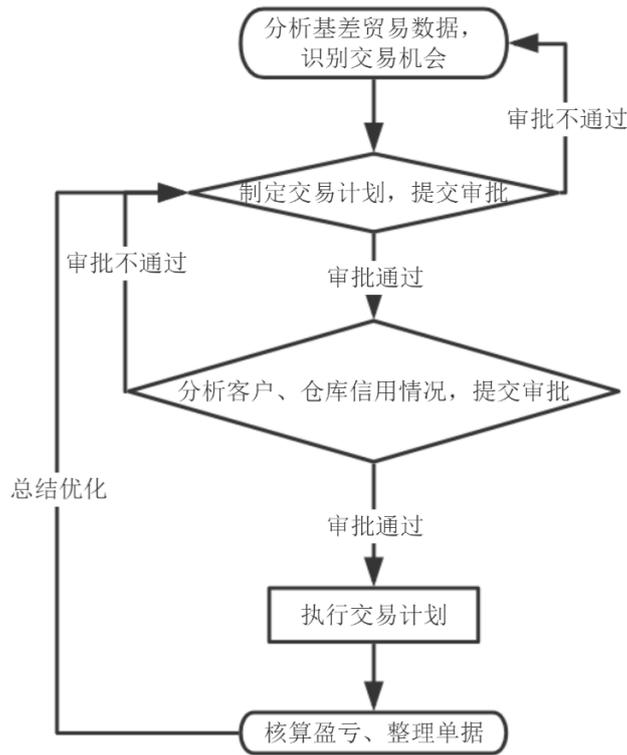 分析基差贸易数据，
识别交易机会
审批不通过
制定交易计划，提交审批
审批不通过
审批通过
分析客户、仓库信用情况，提交审批
总结优化
审批通过
执行交易计划
核算盈亏、整理单据